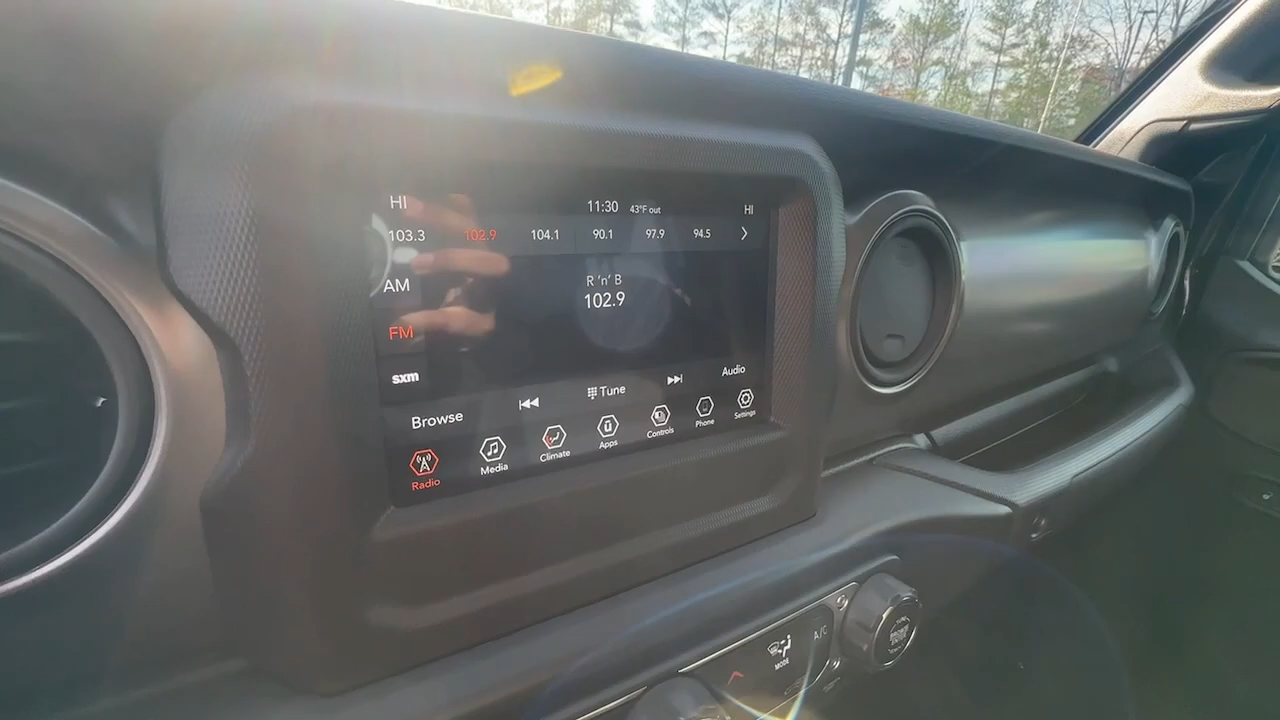 HI 11:30 43°F out HI
103.3 102.9 104.1 90.1 97.9 94.5
AM
R 'n' B
102.9
FM
sxm
Browse Tune Audio
Radio Media Climate Apps Controls Phone Settings
MODE
A/C